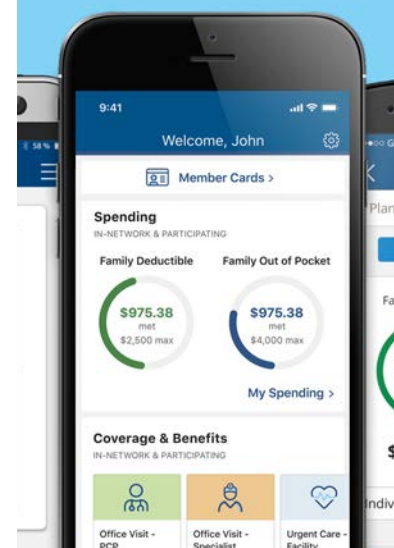 9:41
58 %
Welcome, John
Member Cards >
Spending
IN-NETWORK & PARTICIPATING
Family Deductible
Family Out of Pocket
$975.38
met
$2,500 max
$975.38
met
$4,000 max
My Spending >
Coverage & Benefits
IN-NETWORK & PARTICIPATING
Office Visit -
PCP
Office Visit -
Specialist
Urgent Care -
Facility
G
Plan
Fa
$
Indiv